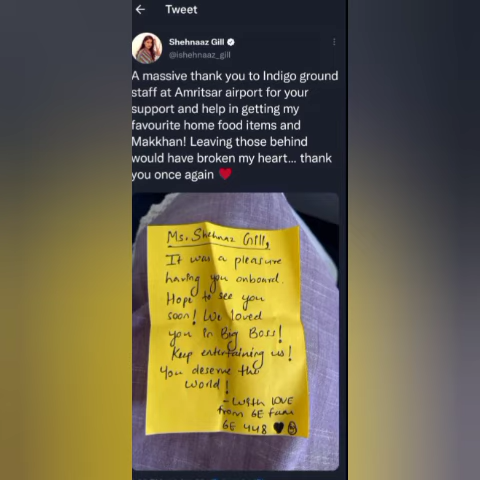 Tweet
Shehnaaz Gill
@ishehnaaz_gill
A massive thank you to Indigo ground
staff at Amritsar airport for your
support and help in getting my
favourite home food items and
Makkhan! Leaving those behind
would have broken my heart... thank
you once again ❤️
Ms. Shehnaz Gill,
It was a pleasure
having you onboard.
Hope to see you
soon! We loved
you in Big Boss!
Keep entertaining us!
You deserve the
world!
- With LOVE
from 6E fam
6E 448